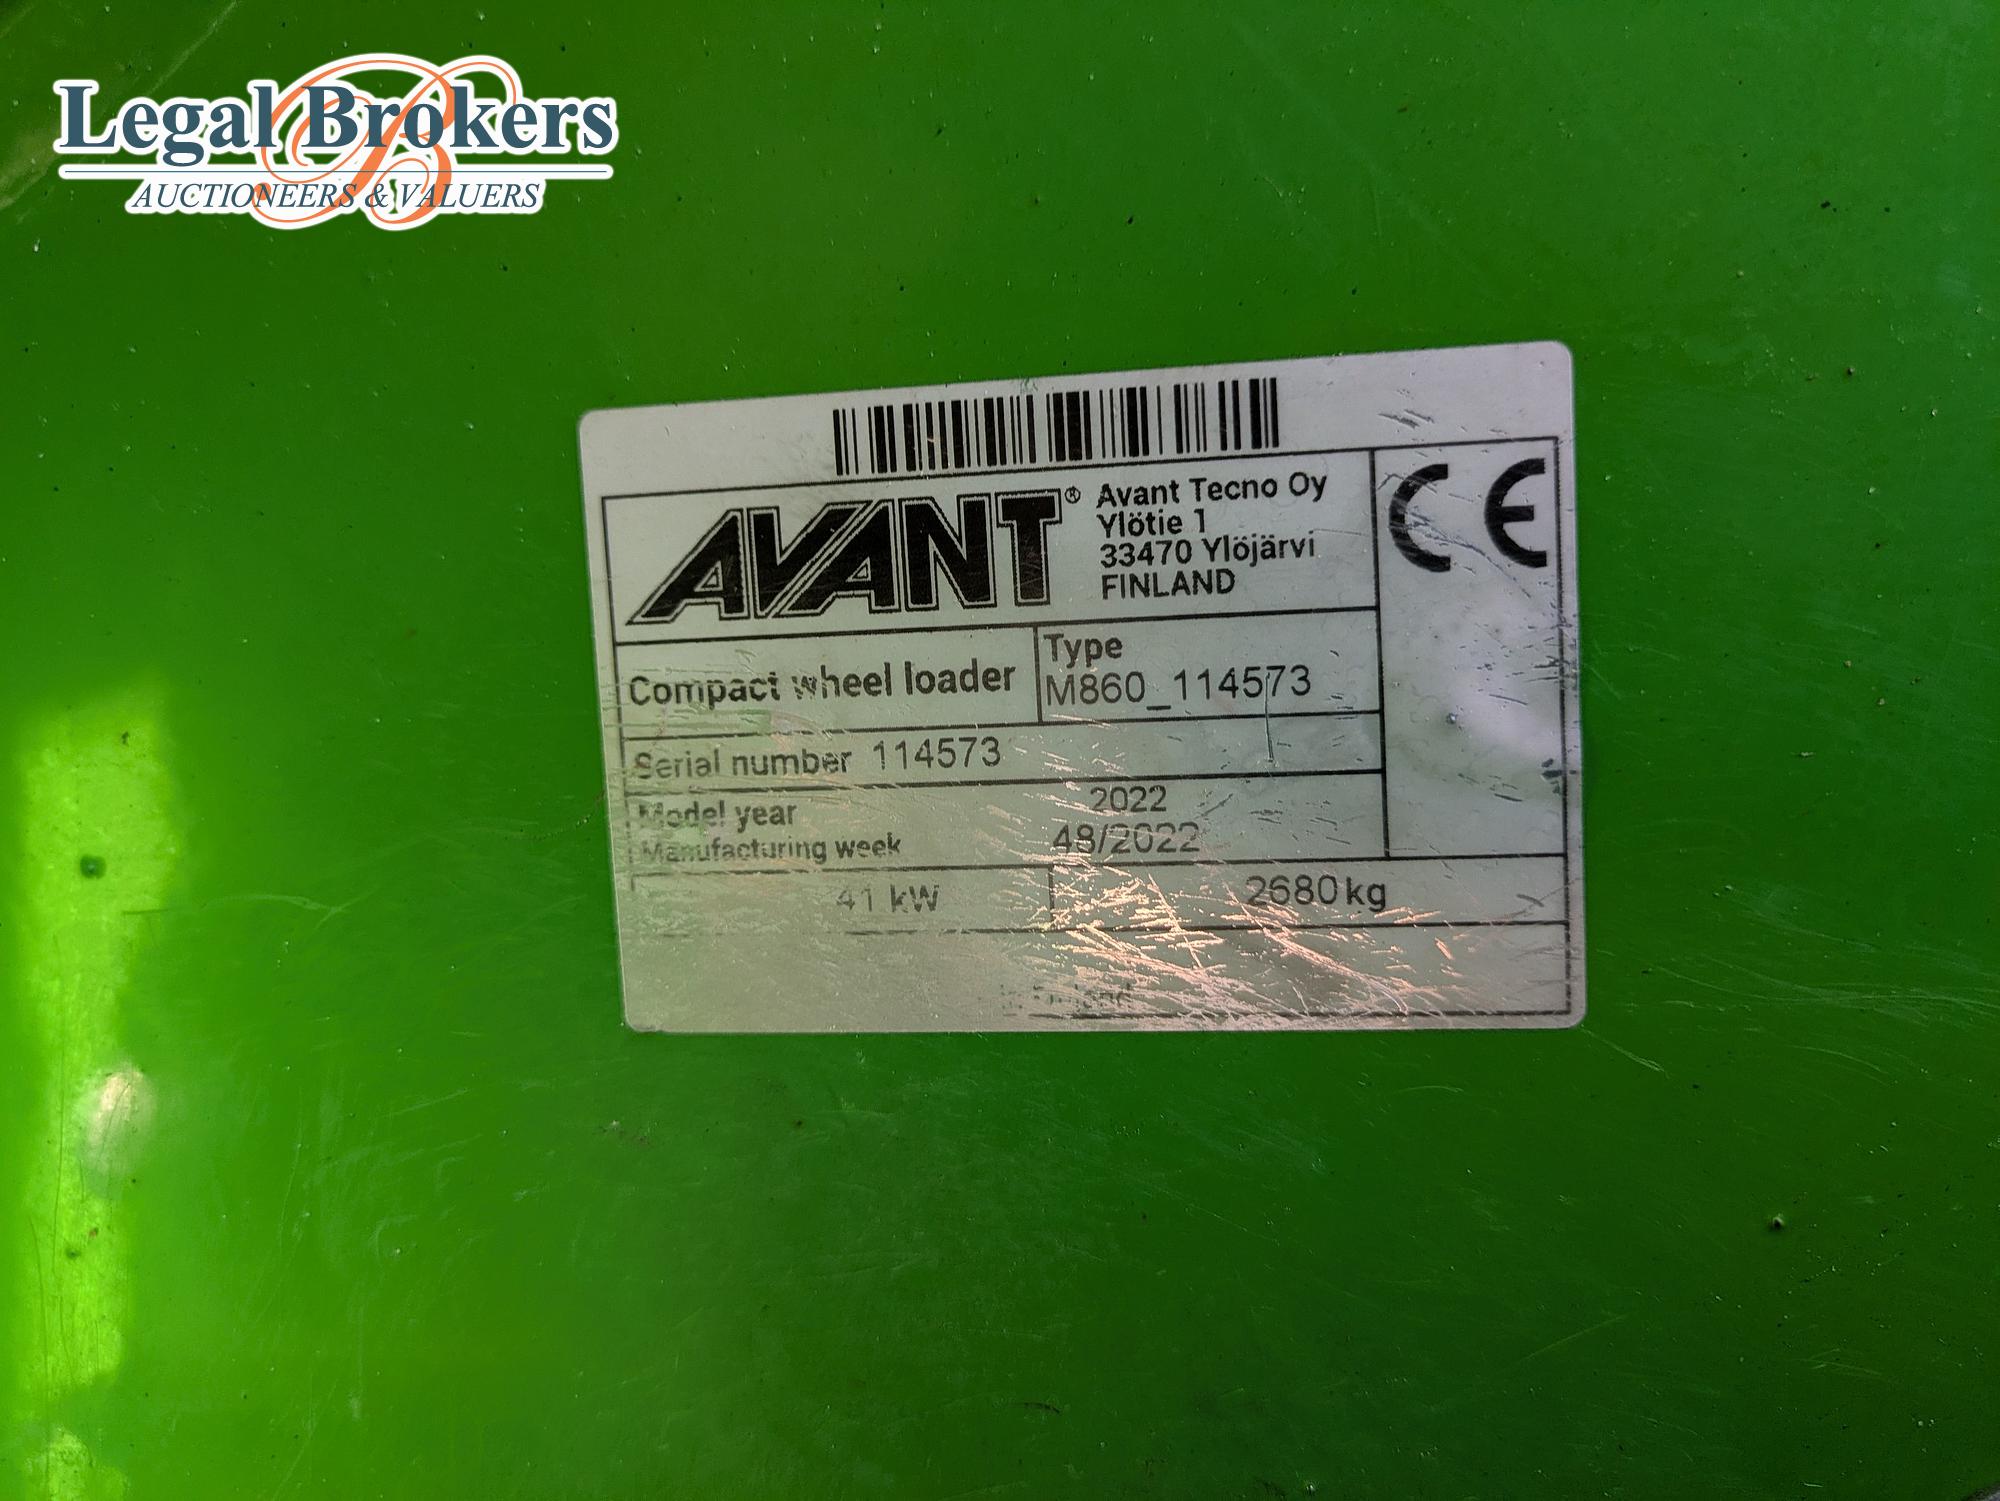 Legal Brokers
AUCTIONEERS & VALUERS
AVANT® Avant Tecno Oy
Ylötie 1
33470 Ylöjärvi
FINLAND
CE
Compact wheel loader
Type
M860_114573
Serial number 114573
Model year 2022
Manufacturing week 48/2022
41 kW 2680 kg